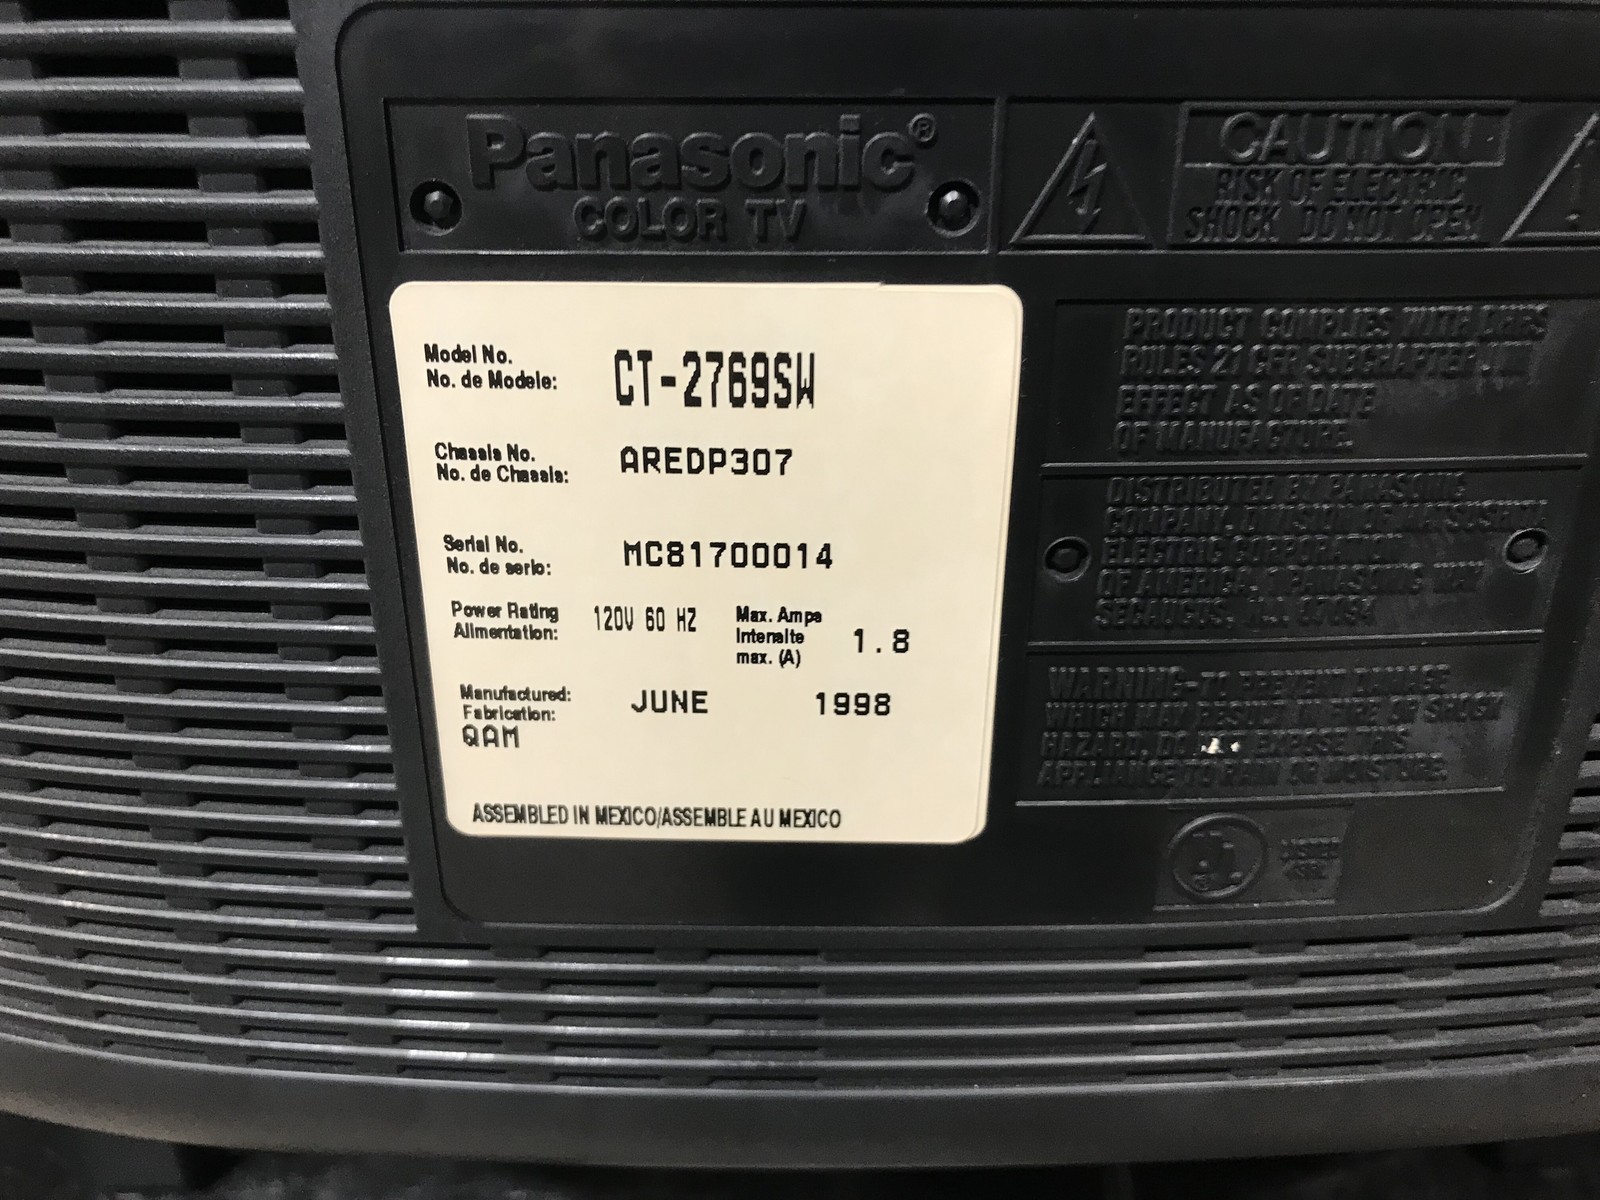 Panasonic®
COLOR TV
CAUTION
RISK OF ELECTRIC
SHOCK DO NOT OPEN
Model No.
No. de Modele:
CT-2769SW
Chassis No.
No. de Chassis:
AREDP307
Serial No.
No. de serio:
MC81700014
Power Rating
Alimentation:
120V 60 HZ
Max. Amps
Intensite
max. (A)
1.8
Manufactured:
Fabrication:
JUNE 1998
QAM
ASSEMBLED IN MEXICO/ASSEMBLE AU MEXICO
PRODUCT COMPLIES WITH DHHS
RULES 21 CFR SUBCHAPTER J IN
EFFECT AS OF DATE
OF MANUFACTURE.
DISTRIBUTED BY PANASONIC
COMPANY, DIVISION OF MATSUSHITA
ELECTRIC CORPORATION
OF AMERICA, 1 PANASONIC WAY
SECAUCUS, N.J. 07094
WARNING-TO PREVENT DAMAGE
WHICH MAY RESULT IN FIRE OR SHOCK
HAZARD, DO EXPOSE THIS
APPLIANCE TO RAIN OR MOISTURE.
UL
LISTED